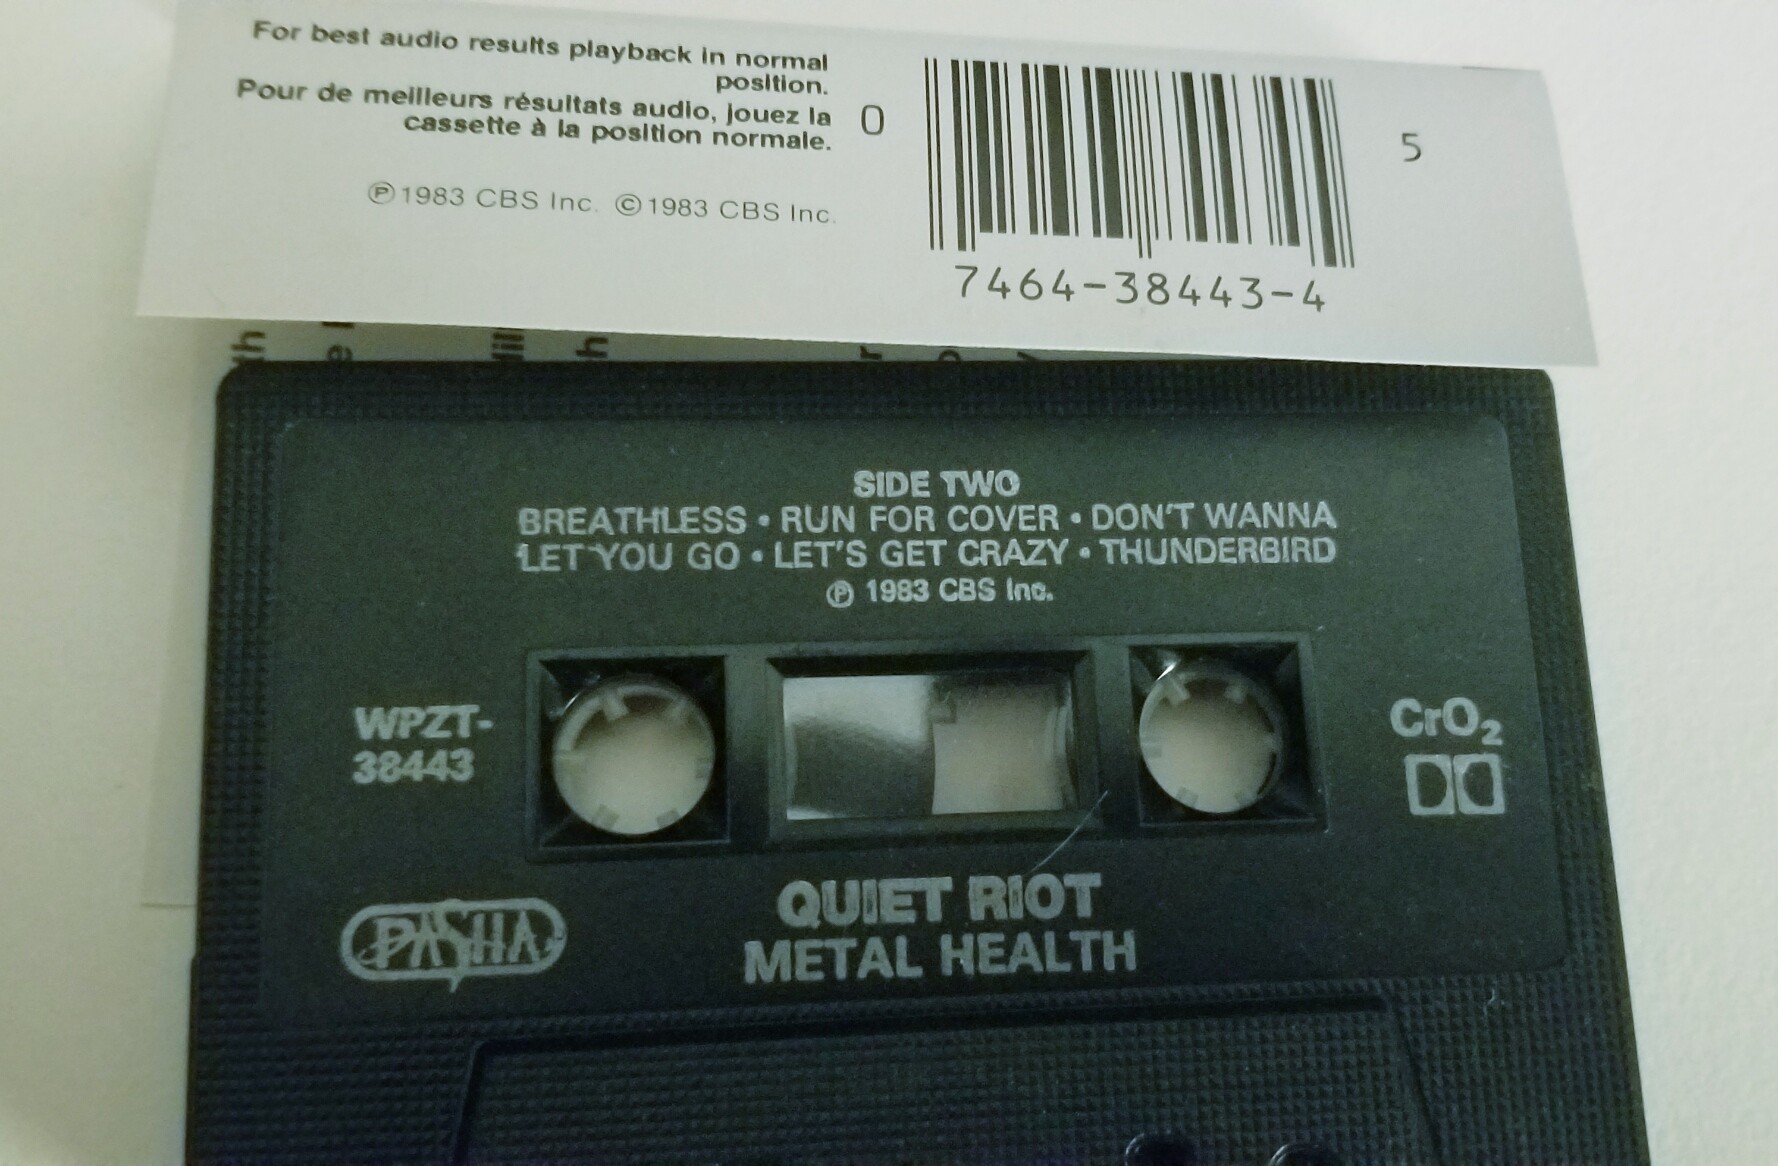 For best audio results playback in normal
position.
Pour de meilleurs résultats audio, jouez la
cassette à la position normale.
℗1983 CBS Inc. ©1983 CBS Inc.
0
5
7464-38443-4
SIDE TWO
BREATHLESS • RUN FOR COVER • DON'T WANNA
LET YOU GO • LET'S GET CRAZY • THUNDERBIRD
℗ 1983 CBS Inc.
WPZT-
38443
CrO₂
PASHA
QUIET RIOT
METAL HEALTH